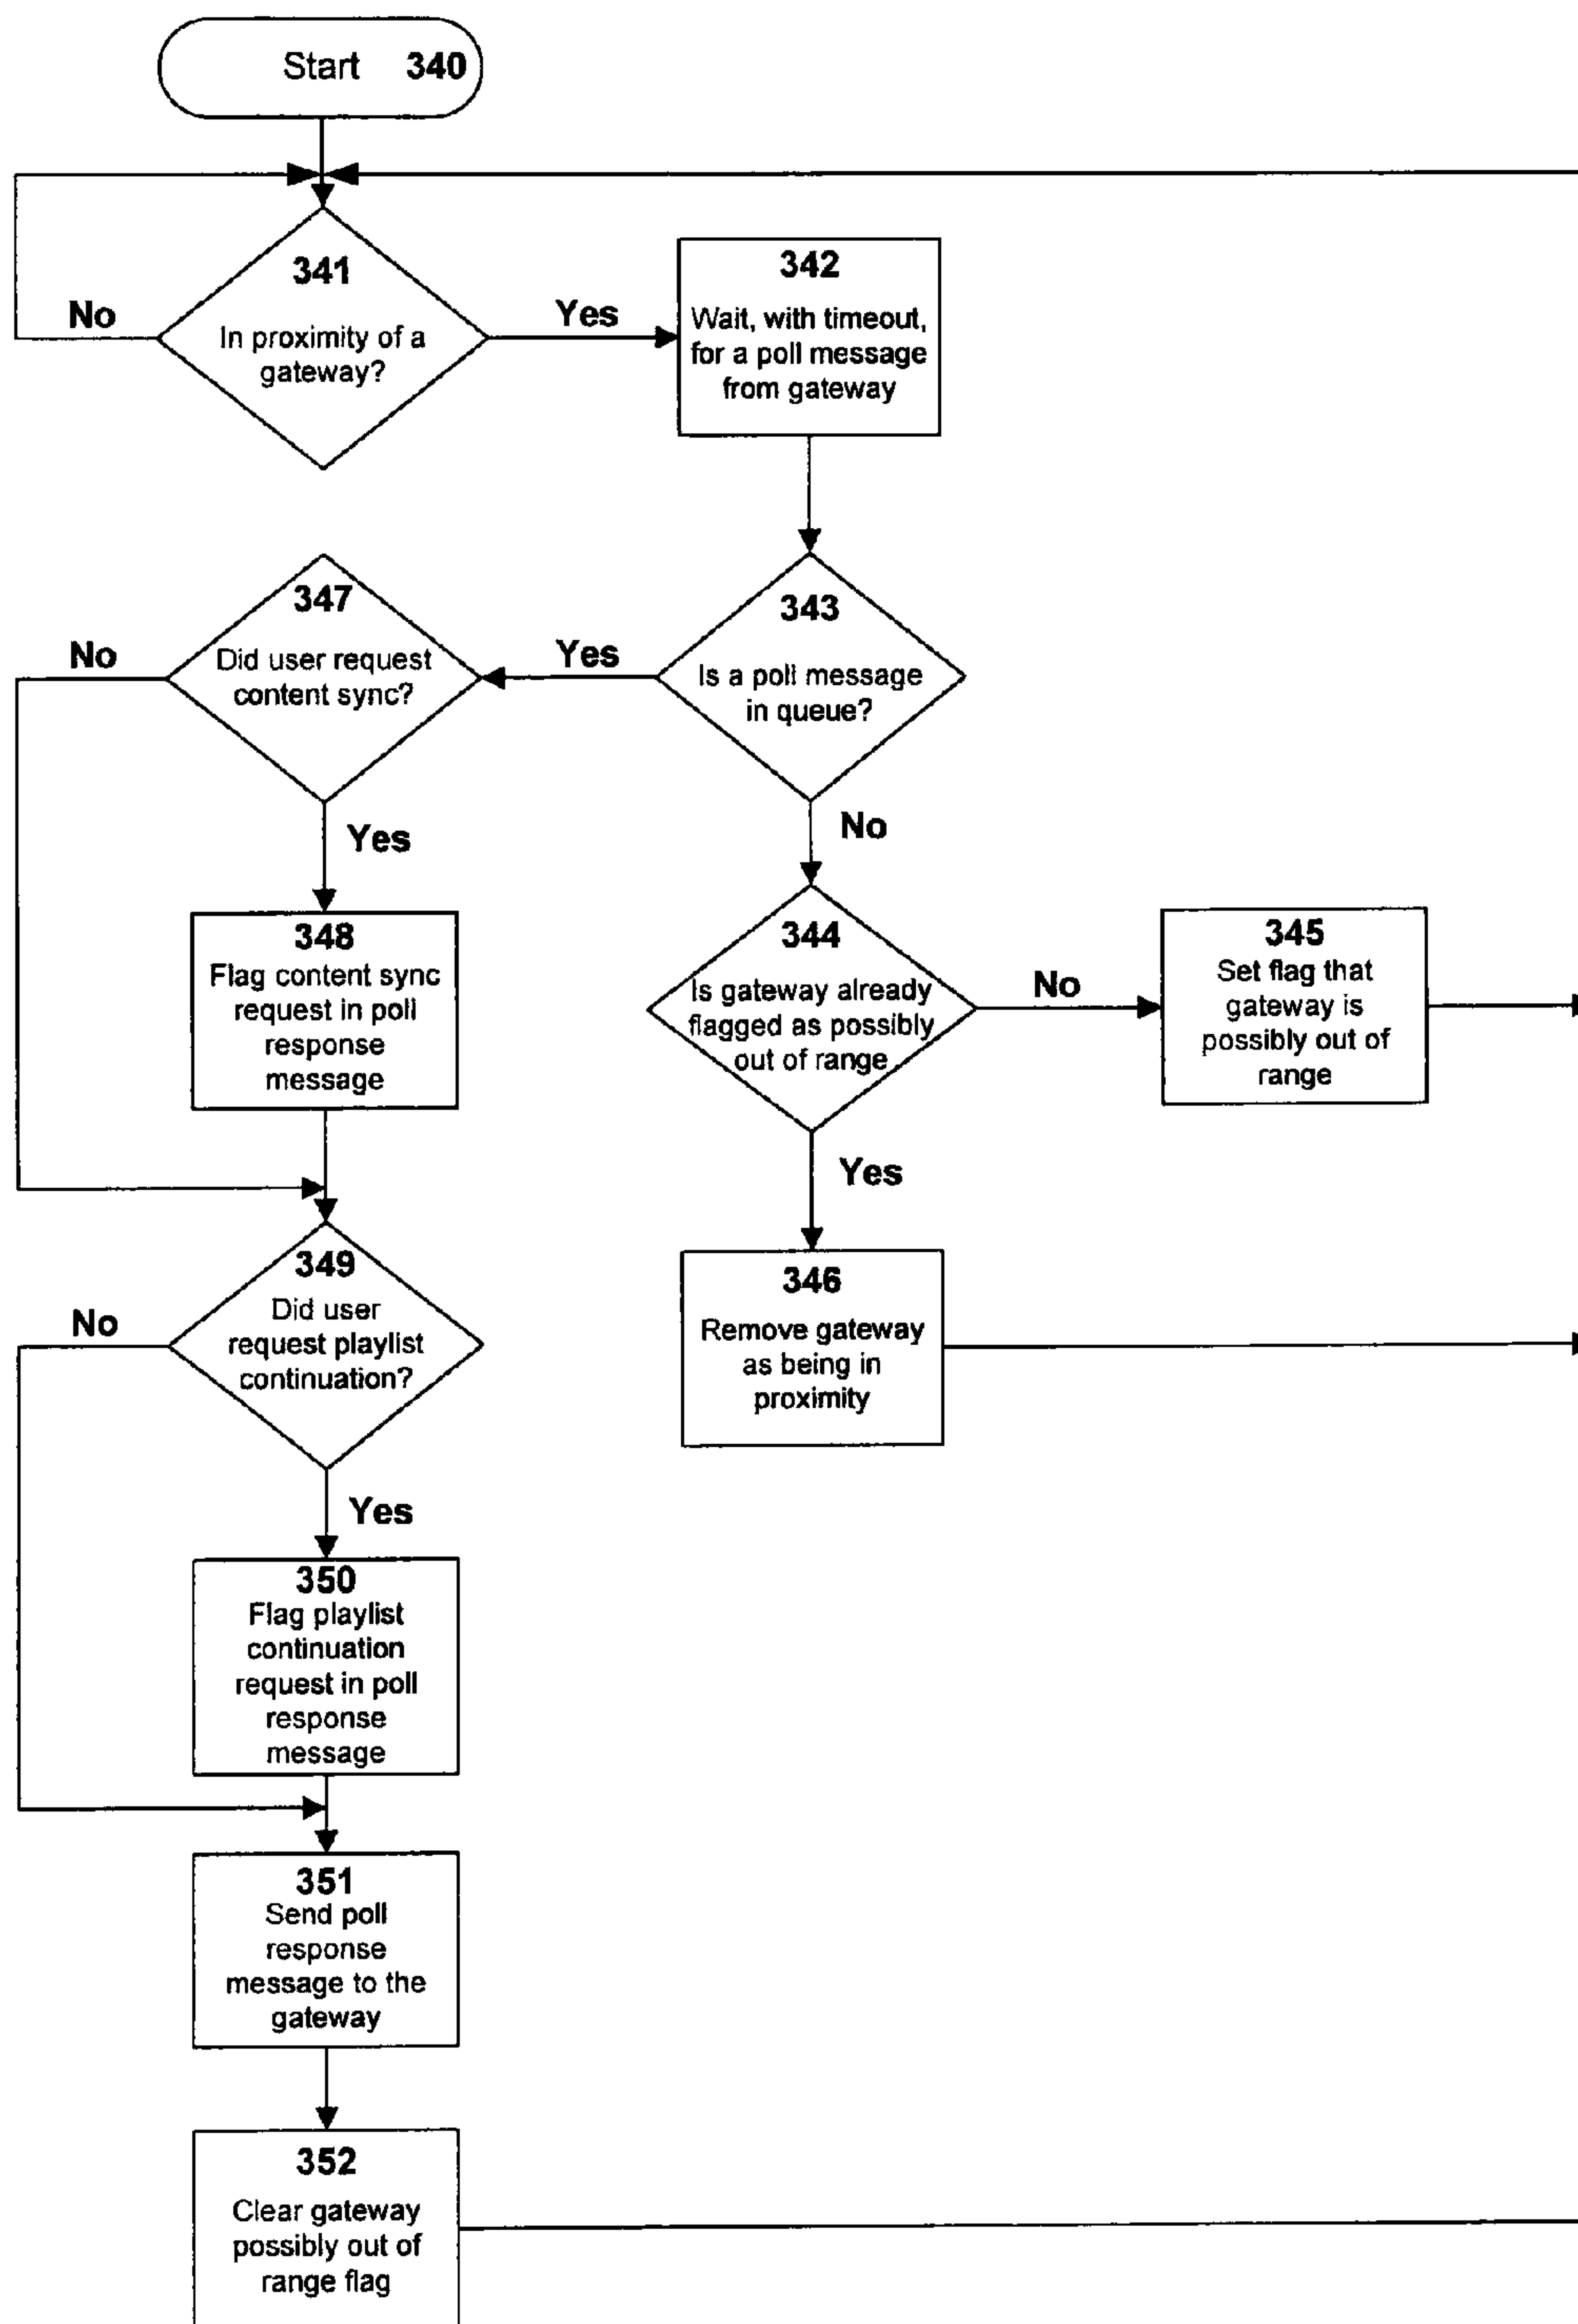 Start 340
341
In proximity of a
gateway?
No
Yes
342
Wait, with timeout,
for a poll message
from gateway
343
Is a poll message
in queue?
Yes
No
347
Did user request
content sync?
No
Yes
348
Flag content sync
request in poll
response
message
344
Is gateway already
flagged as possibly
out of range
No
Yes
345
Set flag that
gateway is
possibly out of
range
346
Remove gateway
as being in
proximity
349
Did user
request playlist
continuation?
No
Yes
350
Flag playlist
continuation
request in poll
response
message
351
Send poll
response
message to the
gateway
352
Clear gateway
possibly out of
range flag